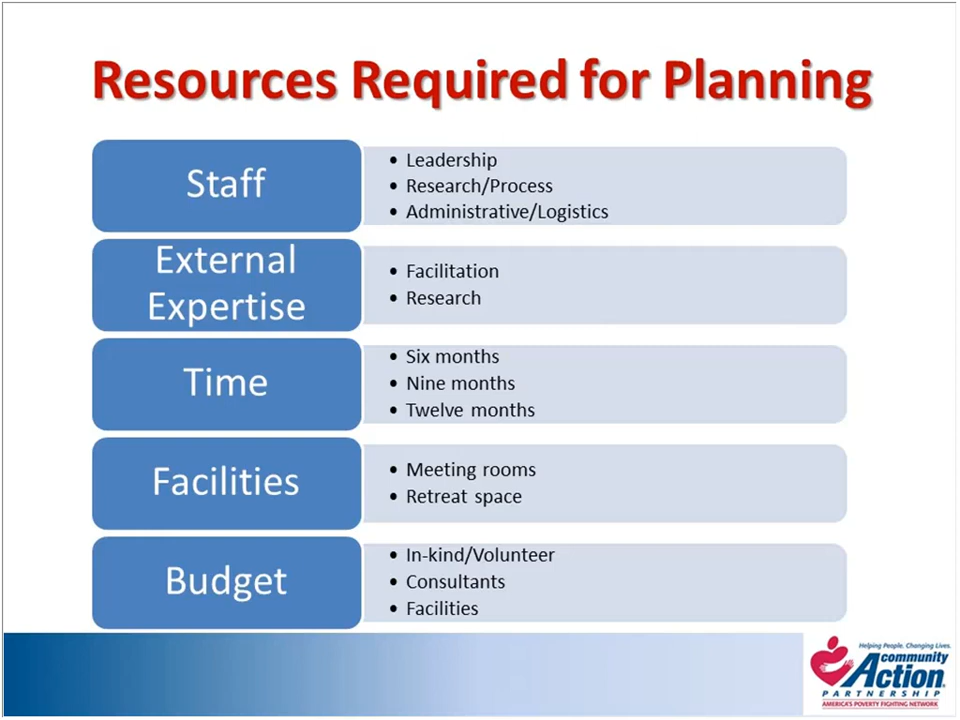 Resources Required for Planning
Staff
• Leadership
• Research/Process
• Administrative/Logistics
External
Expertise
• Facilitation
• Research
Time
• Six months
• Nine months
• Twelve months
Facilities
• Meeting rooms
• Retreat space
Budget
• In-kind/Volunteer
• Consultants
• Facilities
Helping People. Changing Lives.
community
Action
PARTNERSHIP
AMERICA'S POVERTY FIGHTING NETWORK